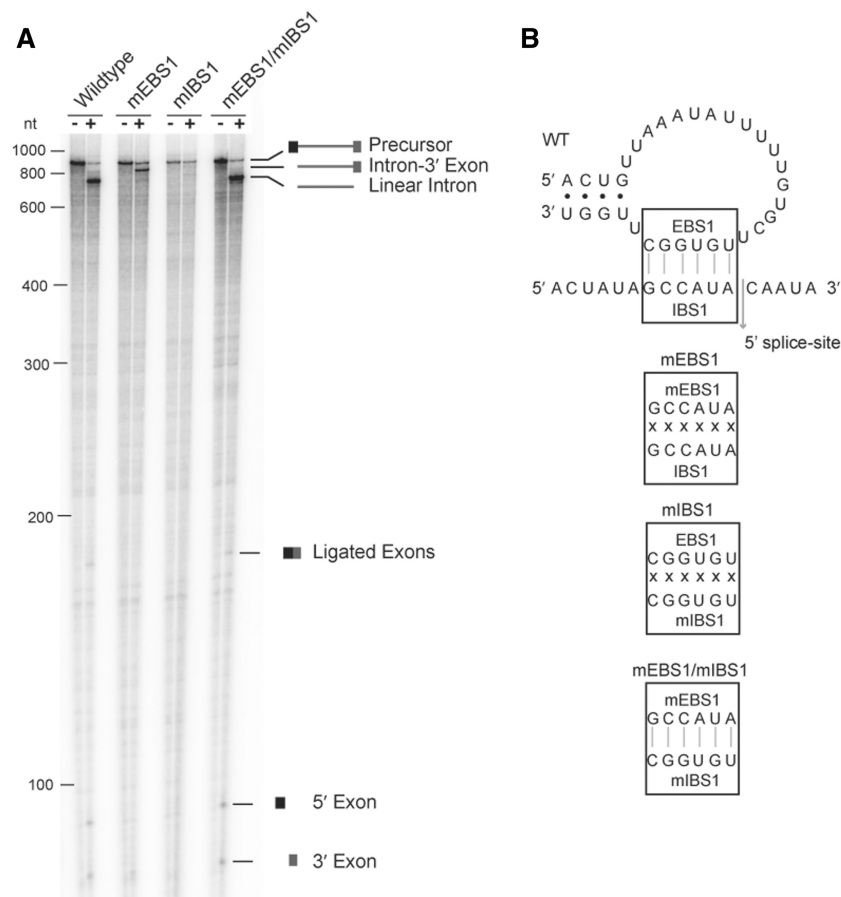 A
Wildtype
mEBS1
mIBS1
mEBS1/mIBS1
- + - + - + - +
nt
1000
800
600
400
300
200
100
Precursor
Intron-3′ Exon
Linear Intron
Ligated Exons
5′ Exon
3′ Exon
B
WT
U U A A A U A U U U U U G U G C U
5′ A C U G
3′ U G G U U
EBS1
C G G U G U
5′ A C U A U A G C C A U A C A A U A 3′
IBS1
5′ splice-site
mEBS1
mEBS1
G C C A U A
x x x x x x
G C C A U A
IBS1
mIBS1
EBS1
C G G U G U
x x x x x x
C G G U G U
mIBS1
mEBS1/mIBS1
mEBS1
G C C A U A
C G G U G U
mIBS1